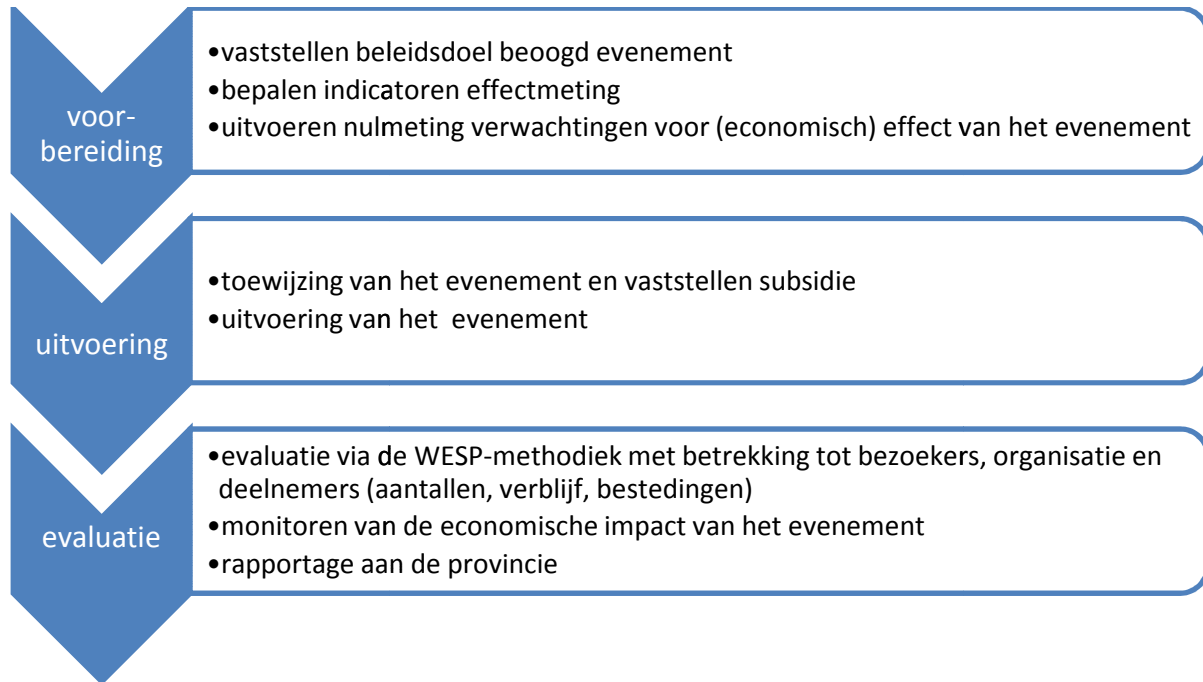 voor-
bereiding
•vaststellen beleidsdoel beoogd evenement
•bepalen indicatoren effectmeting
•uitvoeren nulmeting verwachtingen voor (economisch) effect van het evenement
uitvoering
•toewijzing van het evenement en vaststellen subsidie
•uitvoering van het evenement
evaluatie
•evaluatie via de WESP-methodiek met betrekking tot bezoekers, organisatie en
deelnemers (aantallen, verblijf, bestedingen)
•monitoren van de economische impact van het evenement
•rapportage aan de provincie